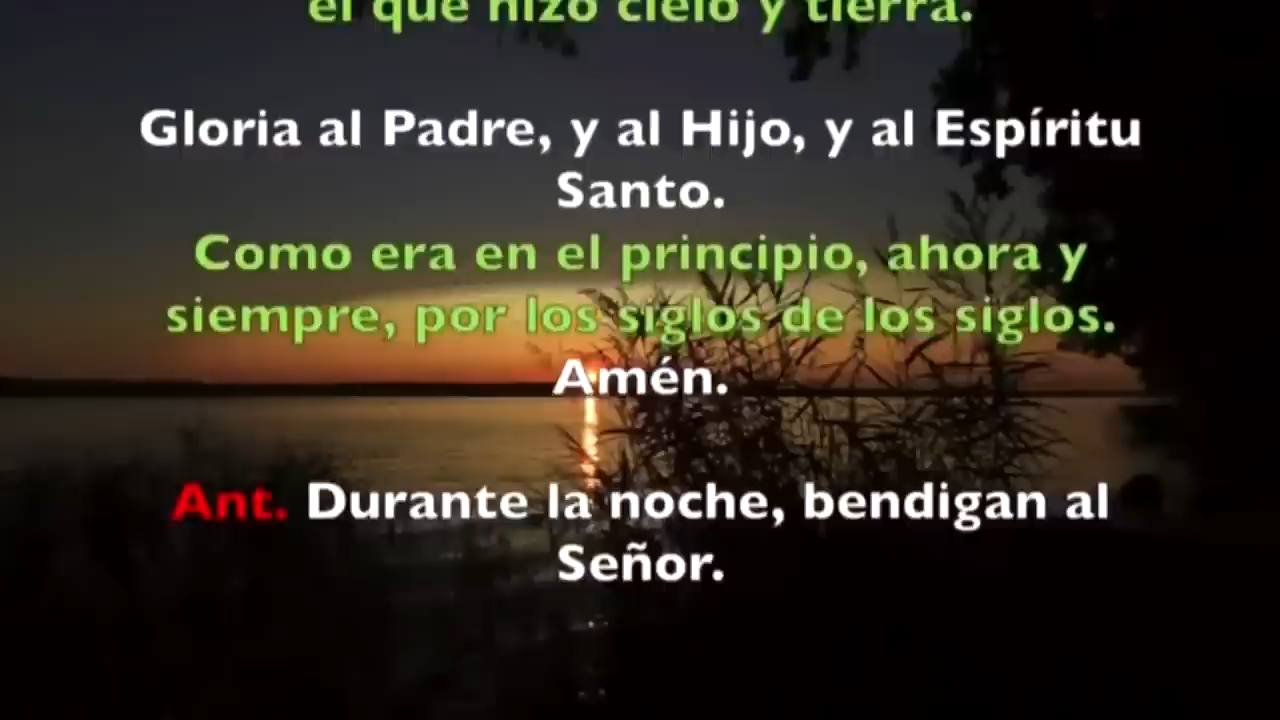 el que hizo cielo y tierra.
Gloria al Padre, y al Hijo, y al Espíritu
Santo.
Como era en el principio, ahora y
siempre, por los siglos de los siglos.
Amén.
Ant. Durante la noche, bendigan al
Señor.